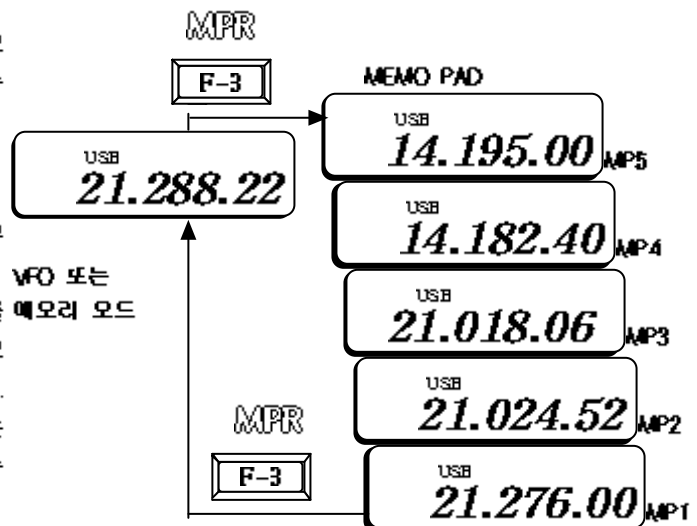 MPR
F-3
MEMO PAD
USB
14.195.00 MP5
USB
21.288.22
USB
14.182.40 MP4
VFO 또는
메모리 모드
USB
21.018.06 MP3
USB
21.024.52 MP2
MPR
F-3
USB
21.276.00 MP1